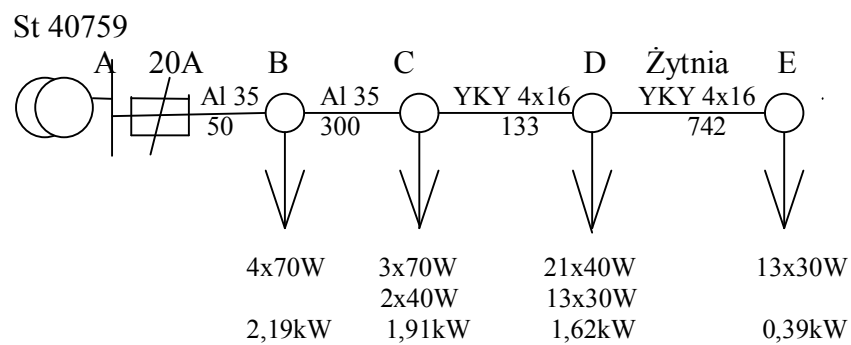 St 40759
A 20A B C D Żytnia E
Al 35 Al 35 YKY 4x16 YKY 4x16
50 300 133 742
4x70W 3x70W 21x40W 13x30W
2x40W 13x30W
2,19kW 1,91kW 1,62kW 0,39kW